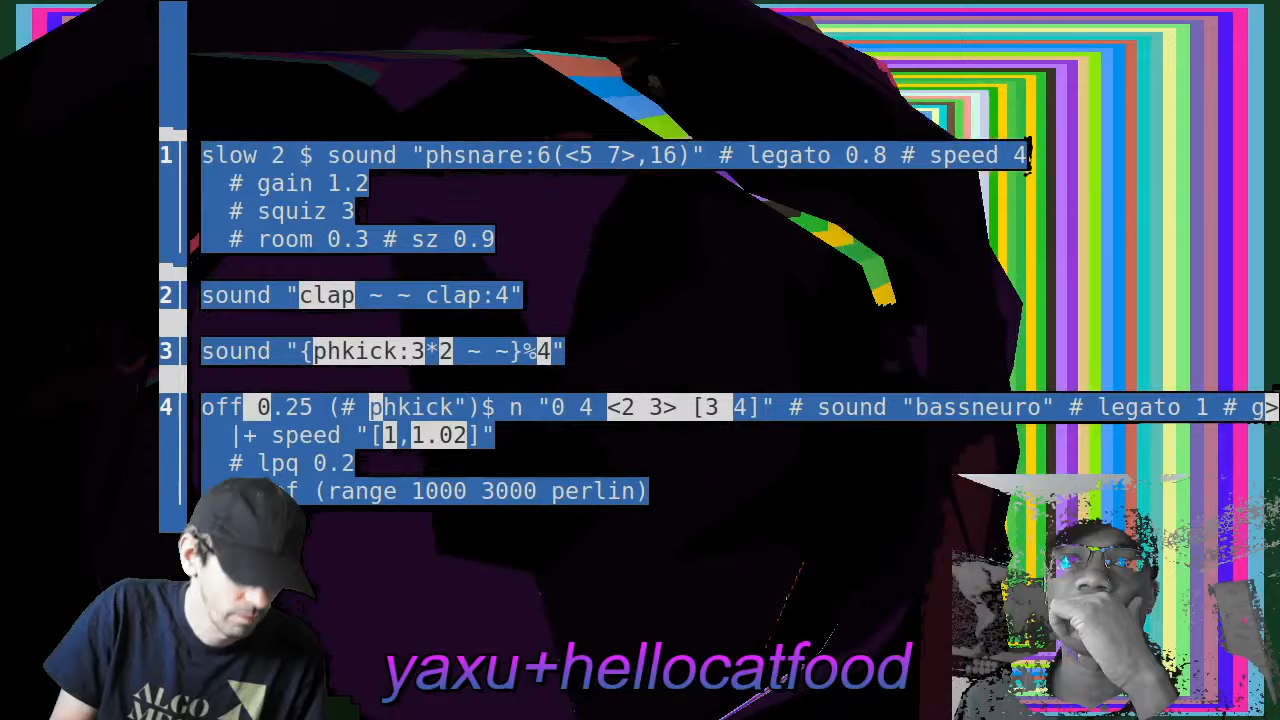 1 slow 2 $ sound "phsnare:6(<5 7>,16)" # legato 0.8 # speed 4
# gain 1.2
# squiz 3
# room 0.3 # sz 0.9
2 sound "clap ~ ~ clap:4"
3 sound "{phkick:3*2 ~ ~}%4"
4 off 0.25 (# phkick")$ n "0 4 <2 3> [3 4]" # sound "bassneuro" # legato 1 # g>
|+ speed "[1,1.02]"
# lpq 0.2
(range 1000 3000 perlin)
ALGO
yaxu+hellocatfood